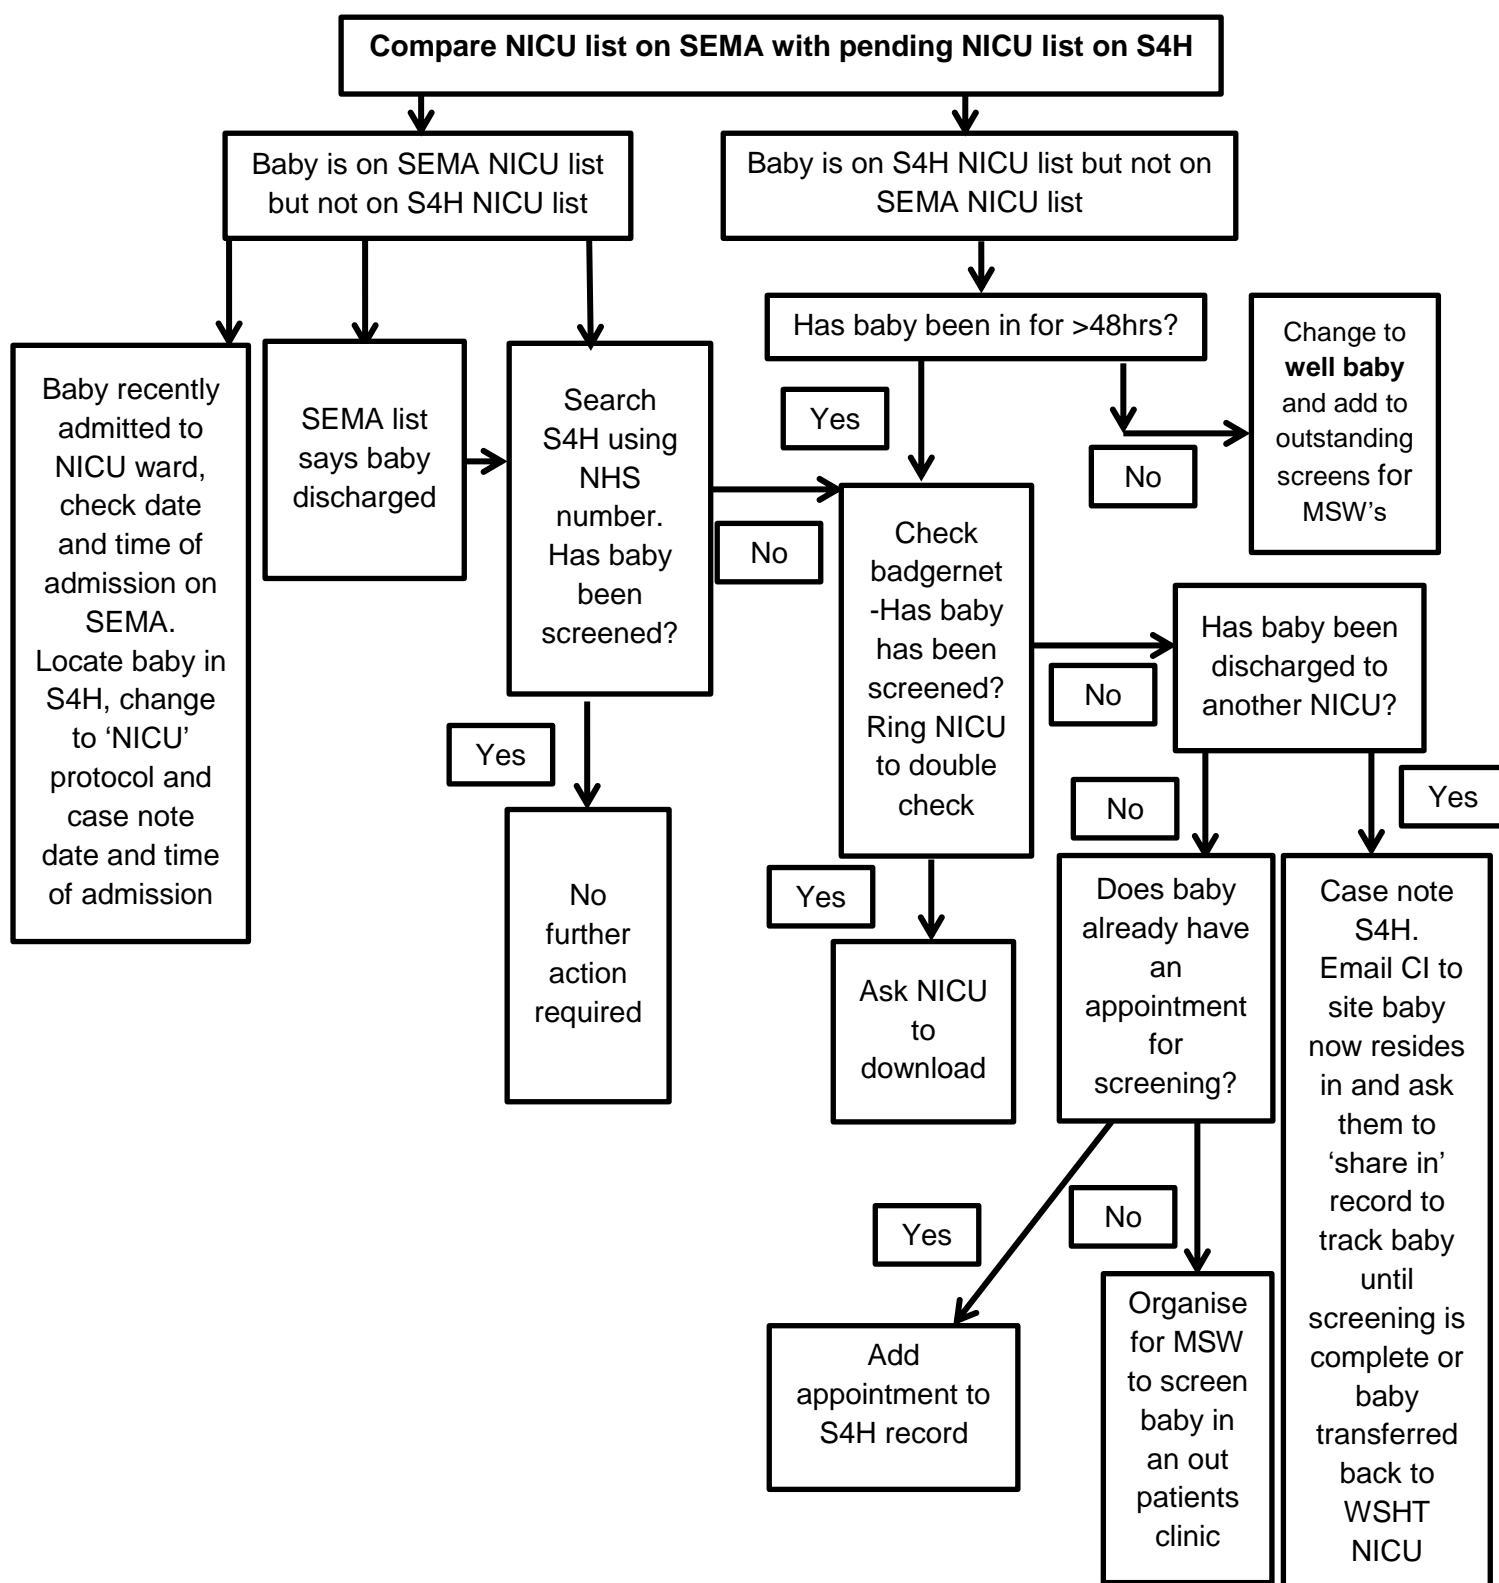 Compare NICU list on SEMA with pending NICU list on S4H
Baby is on SEMA NICU list
but not on S4H NICU list
Baby is on S4H NICU list but not on
SEMA NICU list
Has baby been in for >48hrs?
Yes
No
Change to
well baby
and add to
outstanding
screens for
MSW’s
Baby recently
admitted to
NICU ward,
check date
and time of
admission on
SEMA.
Locate baby in
S4H, change
to ‘NICU’
protocol and
case note
date and time
of admission
SEMA list
says baby
discharged
Search
S4H using
NHS
number.
Has baby
been
screened?
No
Yes
No
further
action
required
Check
badgernet
-Has baby
has been
screened?
Ring NICU
to double
check
No
Yes
Ask NICU
to
download
Has baby been
discharged to
another NICU?
No
Yes
Does baby
already have
an
appointment
for
screening?
Yes
No
Add
appointment to
S4H record
Organise
for MSW
to screen
baby in
an out
patients
clinic
Case note
S4H.
Email CI to
site baby
now resides
in and ask
them to
‘share in’
record to
track baby
until
screening is
complete or
baby
transferred
back to
WSHT
NICU